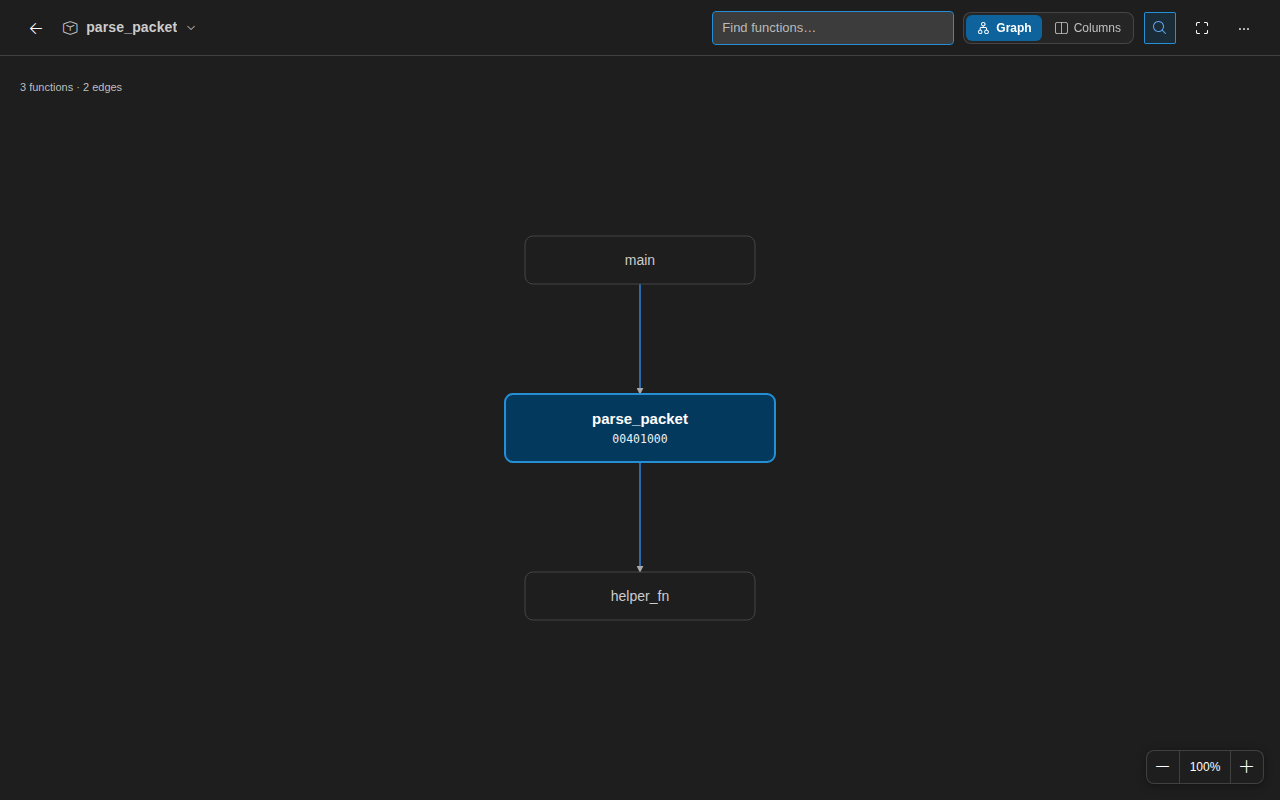 parse_packet
Find functions…
Graph
Columns
3 functions · 2 edges
main
parse_packet
00401000
helper_fn
100%